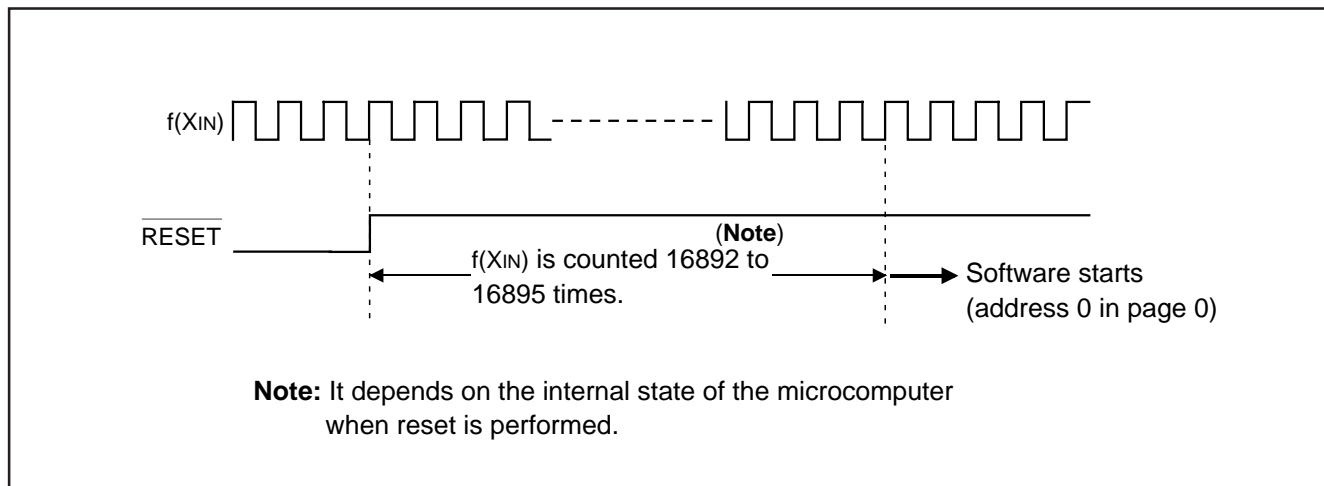 f(XIN)
RESET
(Note)
f(XIN) is counted 16892 to
16895 times.
Software starts
(address 0 in page 0)
Note: It depends on the internal state of the microcomputer
when reset is performed.